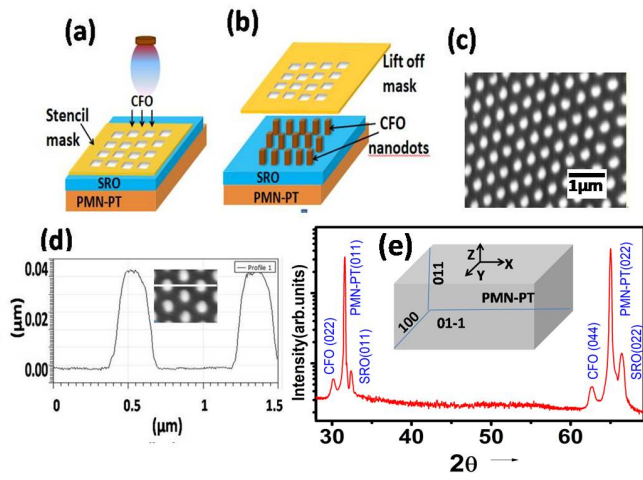 (a)
CFO
Stencil
mask
SRO
PMN-PT
(b)
Lift off
mask
CFO
nanodots
SRO
PMN-PT
(c)
1µm
(d)
Profile 1
0.04
0.02
0.00
(µm)
0
0.5
1
1.5
(µm)
(e)
Intensity(arb.units)
CFO (022)
PMN-PT(011)
SRO(011)
Z
X
Y
011
PMN-PT
100
01-1
CFO (044)
PMN-PT(022)
SRO(022)
30
40
50
60
2θ